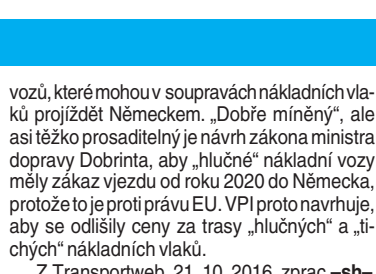 vozů, které mohou v soupravách nákladních vla-
ků projíždět Německem. „Dobře míněný“, ale
asi těžko prosaditelný je návrh zákona ministra
dopravy Dobrinta, aby „hlučné“ nákladní vozy
měly zákaz vjezdu od roku 2020 do Německa,
protože to je proti právu EU. VPI proto navrhuje,
aby se odlišily ceny za trasy „hlučných“ a „ti-
chých“ nákladních vlaků.
Z Transportweb, 21. 10. 2016, zprac. –sh–